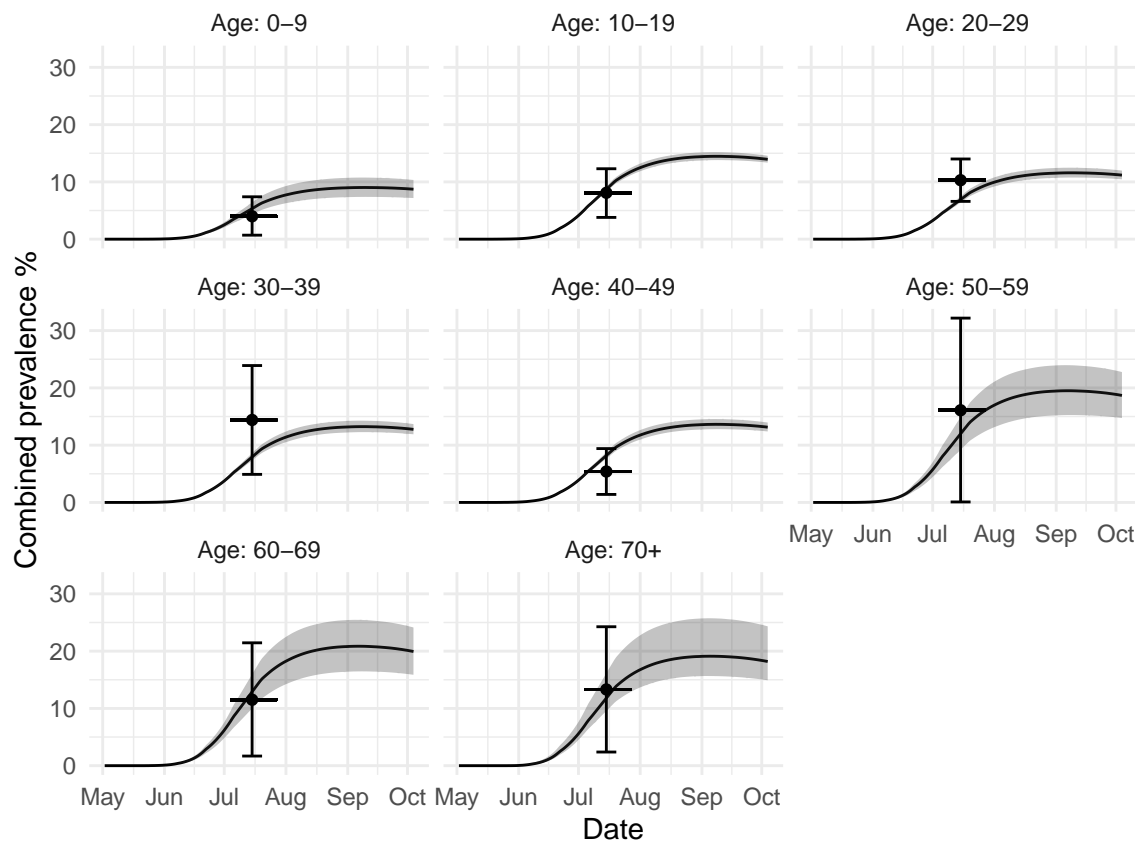 Age: 0−9 Age: 10−19 Age: 20−29
30
20
10
0
Age: 30−39 Age: 40−49 Age: 50−59
30
20
10
0
May Jun Jul Aug Sep Oct
Age: 60−69 Age: 70+
30
20
10
0
May Jun Jul Aug Sep Oct May Jun Jul Aug Sep Oct
Date
Combined prevalence %